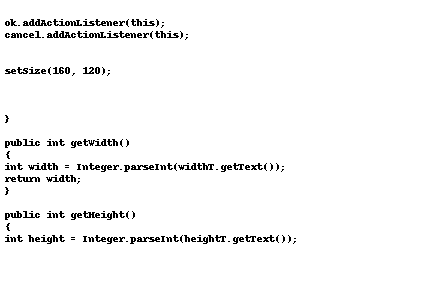 ok.addActionListener(this);
cancel.addActionListener(this);
setSize(160, 120);
}
public int getWidth()
{
int width = Integer.parseInt(widthT.getText());
return width;
}
public int getHeight()
{
int height = Integer.parseInt(heightT.getText());